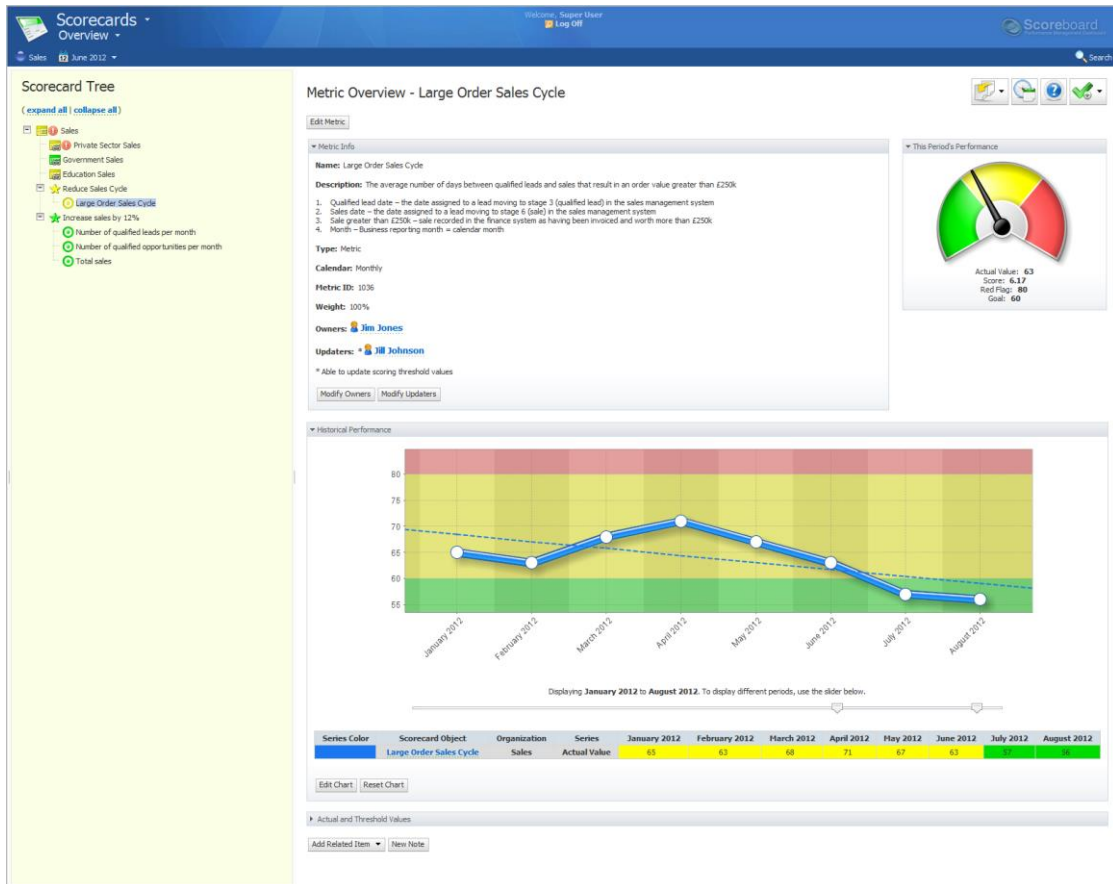 Scorecards
Overview
Welcome, Super User
Log Off
Scoreboard
Sales
12 June 2012
Search
Scorecard Tree
( expand all | collapse all )
Sales
Private Sector Sales
Government Sales
Education Sales
Reduce Sales Cycle
Large Order Sales Cycle
Increase sales by 12%
Number of qualified leads per month
Number of qualified opportunities per month
Total sales
Metric Overview - Large Order Sales Cycle
Edit Metric
Metric Info
Name: Large Order Sales Cycle
Description: The average number of days between qualified leads and sales that result in an order value greater than £250k
1. Qualified lead date – the date assigned to a lead moving to stage 3 (qualified lead) in the sales management system
2. Sales date – the date assigned to a lead moving to stage 6 (sale) in the sales management system
3. Sale greater than £250k – sale recorded in the finance system as having been invoiced and worth more than £250k
4. Month – Business reporting month = calendar month
Type: Metric
Calendar: Monthly
Metric ID: 1036
Weight: 100%
Owners: Jim Jones
Updaters: * Jill Johnson
* Able to update scoring threshold values
Modify Owners Modify Updaters
This Period's Performance
Actual Value: 63
Score: 6.17
Red Flag: 80
Goal: 60
Historical Performance
80
75
70
65
60
55
January 2012 February 2012 March 2012 April 2012 May 2012 June 2012 July 2012 August 2012
Displaying January 2012 to August 2012. To display different periods, use the slider below.
Series Color Scorecard Object Organization Series January 2012 February 2012 March 2012 April 2012 May 2012 June 2012 July 2012 August 2012
Large Order Sales Cycle Sales Actual Value 65 63 68 71 67 63 57 56
Edit Chart Reset Chart
Actual and Threshold Values
Add Related Item New Note